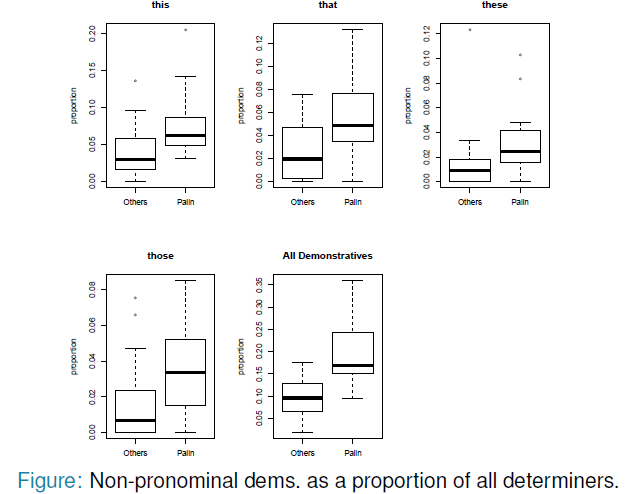 this
that
these
proportion
0.00 0.05 0.10 0.15 0.20
Others Palin
proportion
0.00 0.02 0.04 0.06 0.08 0.10 0.12
Others Palin
proportion
0.00 0.02 0.04 0.06 0.08 0.10 0.12
Others Palin
those
All Demonstratives
proportion
0.00 0.02 0.04 0.06 0.08
Others Palin
proportion
0.05 0.10 0.15 0.20 0.25 0.30 0.35
Others Palin
Figure: Non-pronominal dems. as a proportion of all determiners.